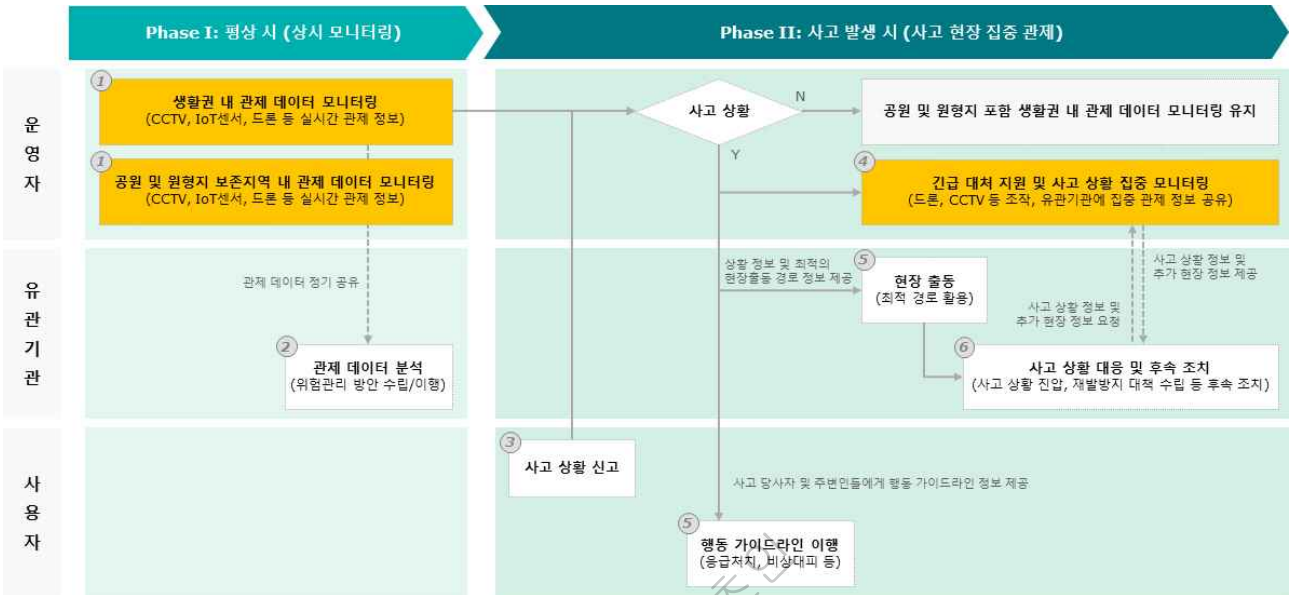 Phase I: 평상 시 (상시 모니터링)
Phase II: 사고 발생 시 (사고 현장 집중 관제)
운
영
자
1
생활권 내 관제 데이터 모니터링
(CCTV, IoT센서, 드론 등 실시간 관제 정보)
1
공원 및 원형지 보존지역 내 관제 데이터 모니터링
(CCTV, IoT센서, 드론 등 실시간 관제 정보)
사고 상황
N
Y
공원 및 원형지 포함 생활권 내 관제 데이터 모니터링 유지
4
긴급 대처 지원 및 사고 상황 집중 모니터링
(드론, CCTV 등 조작, 유관기관에 집중 관제 정보 공유)
유
관
기
관
관제 데이터 정기 공유
2
관제 데이터 분석
(위험관리 방안 수립/이행)
상황 정보 및 최적의
현장출동 경로 정보 제공
5
현장 출동
(최적 경로 활용)
사고 상황 정보 및
추가 현장 정보 제공
사고 상황 정보 및
추가 현장 정보 요청
6
사고 상황 대응 및 후속 조치
(사고 상황 진압, 재발방지 대책 수립 등 후속 조치)
사
용
자
3
사고 상황 신고
사고 당사자 및 주변인들에게 행동 가이드라인 정보 제공
5
행동 가이드라인 이행
(응급처치, 비상대피 등)